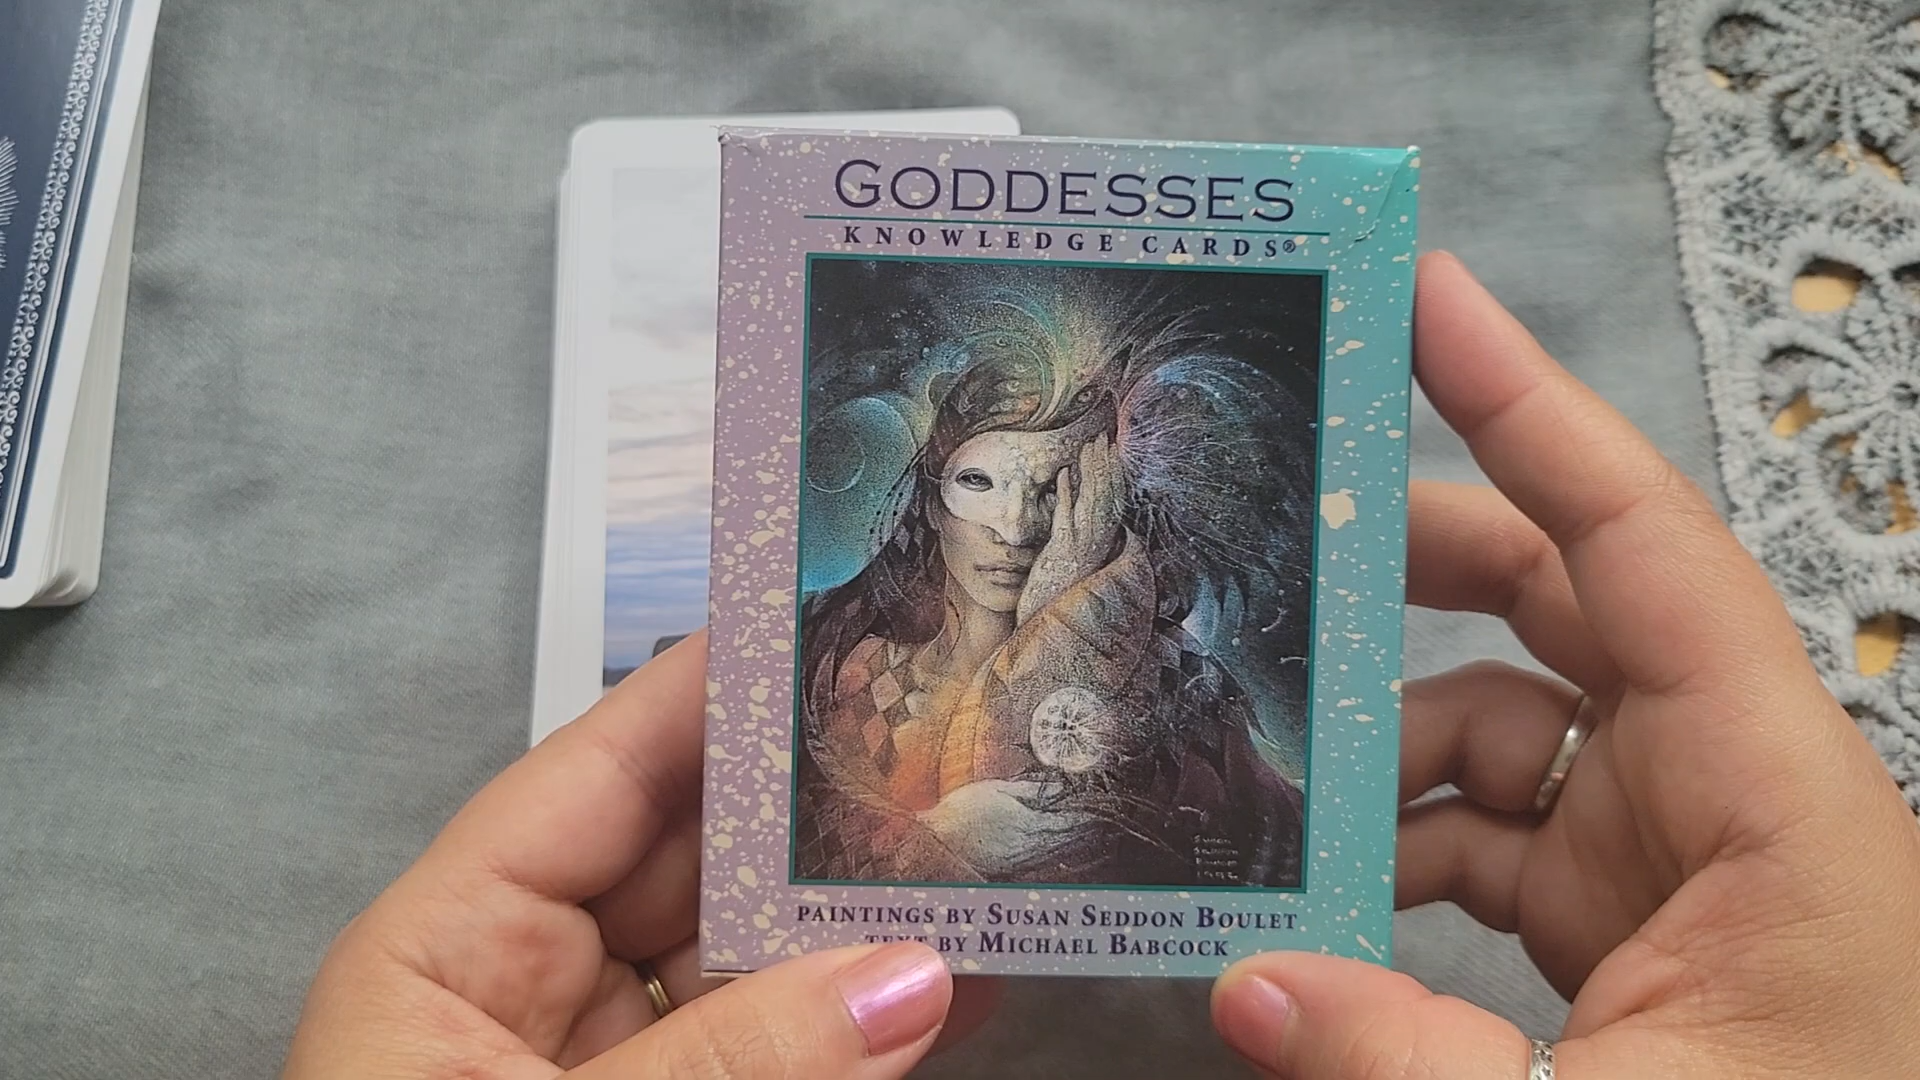 GODDESSES
KNOWLEDGE CARDS®
PAINTINGS BY SUSAN SEDDON BOULET
TEXT BY MICHAEL BABCOCK